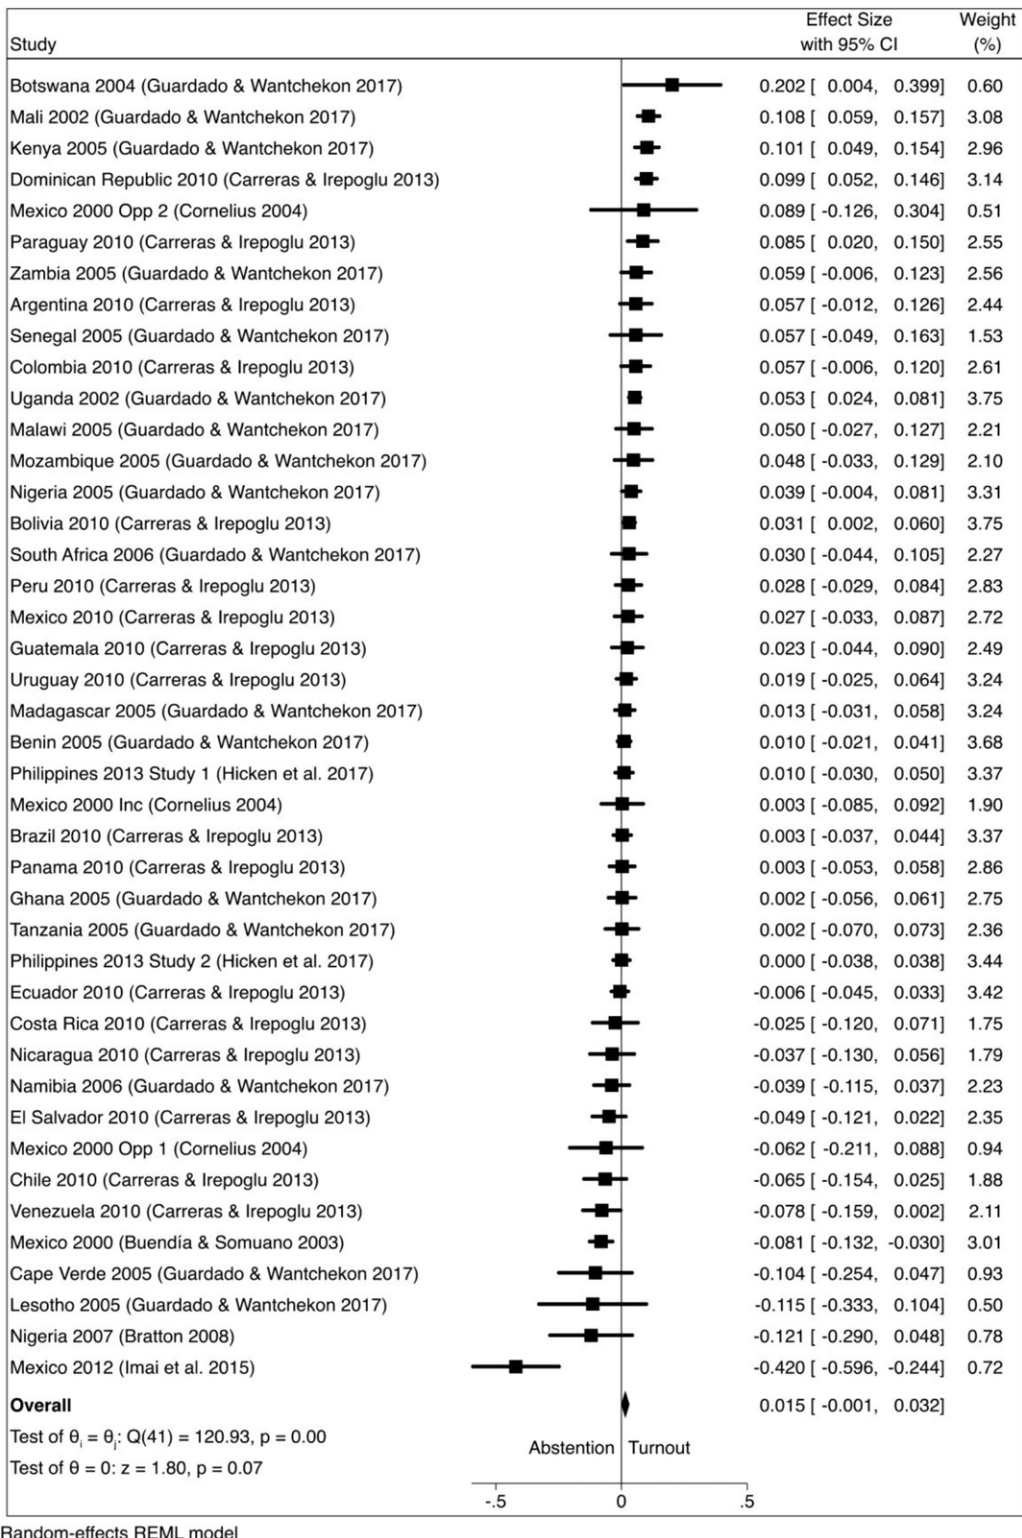 Effect Size Weight
Study with 95% CI (%)
Botswana 2004 (Guardado & Wantchekon 2017) 0.202 [ 0.004, 0.399] 0.60
Mali 2002 (Guardado & Wantchekon 2017) 0.108 [ 0.059, 0.157] 3.08
Kenya 2005 (Guardado & Wantchekon 2017) 0.101 [ 0.049, 0.154] 2.96
Dominican Republic 2010 (Carreras & Irepoglu 2013) 0.099 [ 0.052, 0.146] 3.14
Mexico 2000 Opp 2 (Cornelius 2004) 0.089 [ -0.126, 0.304] 0.51
Paraguay 2010 (Carreras & Irepoglu 2013) 0.085 [ 0.020, 0.150] 2.55
Zambia 2005 (Guardado & Wantchekon 2017) 0.059 [ -0.006, 0.123] 2.56
Argentina 2010 (Carreras & Irepoglu 2013) 0.057 [ -0.012, 0.126] 2.44
Senegal 2005 (Guardado & Wantchekon 2017) 0.057 [ -0.049, 0.163] 1.53
Colombia 2010 (Carreras & Irepoglu 2013) 0.057 [ -0.006, 0.120] 2.61
Uganda 2002 (Guardado & Wantchekon 2017) 0.053 [ 0.024, 0.081] 3.75
Malawi 2005 (Guardado & Wantchekon 2017) 0.050 [ -0.027, 0.127] 2.21
Mozambique 2005 (Guardado & Wantchekon 2017) 0.048 [ -0.033, 0.129] 2.10
Nigeria 2005 (Guardado & Wantchekon 2017) 0.039 [ -0.004, 0.081] 3.31
Bolivia 2010 (Carreras & Irepoglu 2013) 0.031 [ 0.002, 0.060] 3.75
South Africa 2006 (Guardado & Wantchekon 2017) 0.030 [ -0.044, 0.105] 2.27
Peru 2010 (Carreras & Irepoglu 2013) 0.028 [ -0.029, 0.084] 2.83
Mexico 2010 (Carreras & Irepoglu 2013) 0.027 [ -0.033, 0.087] 2.72
Guatemala 2010 (Carreras & Irepoglu 2013) 0.023 [ -0.044, 0.090] 2.49
Uruguay 2010 (Carreras & Irepoglu 2013) 0.019 [ -0.025, 0.064] 3.24
Madagascar 2005 (Guardado & Wantchekon 2017) 0.013 [ -0.031, 0.058] 3.24
Benin 2005 (Guardado & Wantchekon 2017) 0.010 [ -0.021, 0.041] 3.68
Philippines 2013 Study 1 (Hicken et al. 2017) 0.010 [ -0.030, 0.050] 3.37
Mexico 2000 Inc (Cornelius 2004) 0.003 [ -0.085, 0.092] 1.90
Brazil 2010 (Carreras & Irepoglu 2013) 0.003 [ -0.037, 0.044] 3.37
Panama 2010 (Carreras & Irepoglu 2013) 0.003 [ -0.053, 0.058] 2.86
Ghana 2005 (Guardado & Wantchekon 2017) 0.002 [ -0.056, 0.061] 2.75
Tanzania 2005 (Guardado & Wantchekon 2017) 0.002 [ -0.070, 0.073] 2.36
Philippines 2013 Study 2 (Hicken et al. 2017) 0.000 [ -0.038, 0.038] 3.44
Ecuador 2010 (Carreras & Irepoglu 2013) -0.006 [ -0.045, 0.033] 3.42
Costa Rica 2010 (Carreras & Irepoglu 2013) -0.025 [ -0.120, 0.071] 1.75
Nicaragua 2010 (Carreras & Irepoglu 2013) -0.037 [ -0.130, 0.056] 1.79
Namibia 2006 (Guardado & Wantchekon 2017) -0.039 [ -0.115, 0.037] 2.23
El Salvador 2010 (Carreras & Irepoglu 2013) -0.049 [ -0.121, 0.022] 2.35
Mexico 2000 Opp 1 (Cornelius 2004) -0.062 [ -0.211, 0.088] 0.94
Chile 2010 (Carreras & Irepoglu 2013) -0.065 [ -0.154, 0.025] 1.88
Venezuela 2010 (Carreras & Irepoglu 2013) -0.078 [ -0.159, 0.002] 2.11
Mexico 2000 (Buendía & Somuano 2003) -0.081 [ -0.132, -0.030] 3.01
Cape Verde 2005 (Guardado & Wantchekon 2017) -0.104 [ -0.254, 0.047] 0.93
Lesotho 2005 (Guardado & Wantchekon 2017) -0.115 [ -0.333, 0.104] 0.50
Nigeria 2007 (Bratton 2008) -0.121 [ -0.290, 0.048] 0.78
Mexico 2012 (Imai et al. 2015) -0.420 [ -0.596, -0.244] 0.72
Overall 0.015 [ -0.001, 0.032]
Test of θᵢ = θⱼ: Q(41) = 120.93, p = 0.00
Abstention Turnout
Test of θ = 0: z = 1.80, p = 0.07
-.5 0 .5
Random-effects REML model